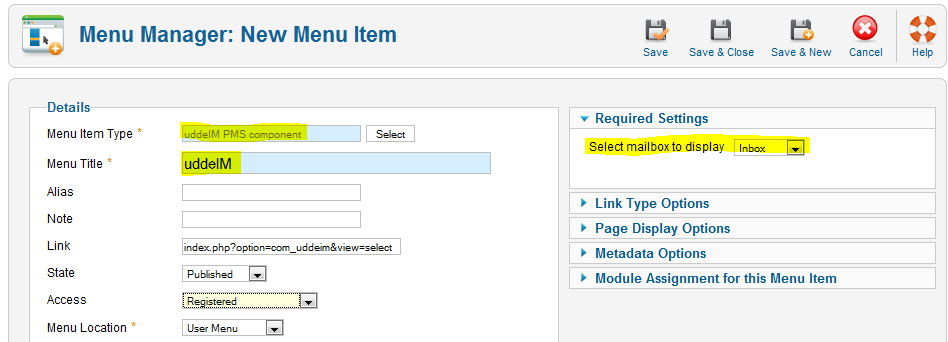 Menu Manager: New Menu Item
Save
Save & Close
Save & New
Cancel
Help
Details
Menu Item Type *
uddeIM PMS component
Select
Menu Title *
uddeIM
Alias
Note
Link
index.php?option=com_uddeim&view=select
State
Published
Access
Registered
Menu Location *
User Menu
Required Settings
Select mailbox to display
Inbox
Link Type Options
Page Display Options
Metadata Options
Module Assignment for this Menu Item